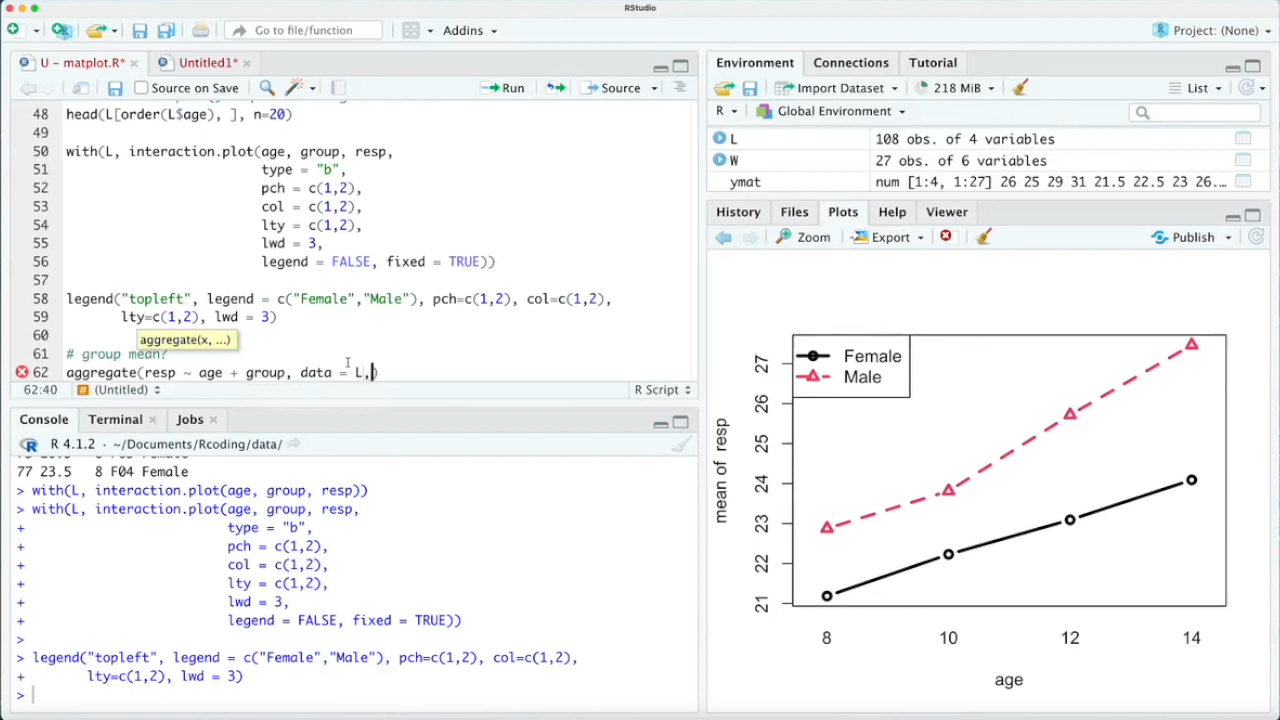 RStudio
Go to file/function
Addins
Project: (None)
U – matplot.R*
Untitled1*
Source on Save
Run
Source
48 head(L[order(L$age), ], n=20)
49
50 with(L, interaction.plot(age, group, resp,
51 type = "b",
52 pch = c(1,2),
53 col = c(1,2),
54 lty = c(1,2),
55 lwd = 3,
56 legend = FALSE, fixed = TRUE))
57
58 legend("topleft", legend = c("Female","Male"), pch=c(1,2), col=c(1,2),
59 lty=c(1,2), lwd = 3)
60 aggregate(x, ...)
61 # group mean?
62 aggregate(resp ~ age + group, data = L,)
62:40
(Untitled)
R Script
Console
Terminal
Jobs
R 4.1.2 · ~/Documents/Rcoding/data/
77 23.5 8 F04 Female
> with(L, interaction.plot(age, group, resp))
> with(L, interaction.plot(age, group, resp,
+ type = "b",
+ pch = c(1,2),
+ col = c(1,2),
+ lty = c(1,2),
+ lwd = 3,
+ legend = FALSE, fixed = TRUE))
>
> legend("topleft", legend = c("Female","Male"), pch=c(1,2), col=c(1,2),
+ lty=c(1,2), lwd = 3)
>
Environment
Connections
Tutorial
Import Dataset
218 MiB
List
R
Global Environment
L 108 obs. of 4 variables
W 27 obs. of 6 variables
ymat num [1:4, 1:27] 26 25 29 31 21.5 22.5 23 26...
History
Files
Plots
Help
Viewer
Zoom
Export
Publish
Female
Male
mean of resp
27
26
25
24
23
22
21
8
10
12
14
age